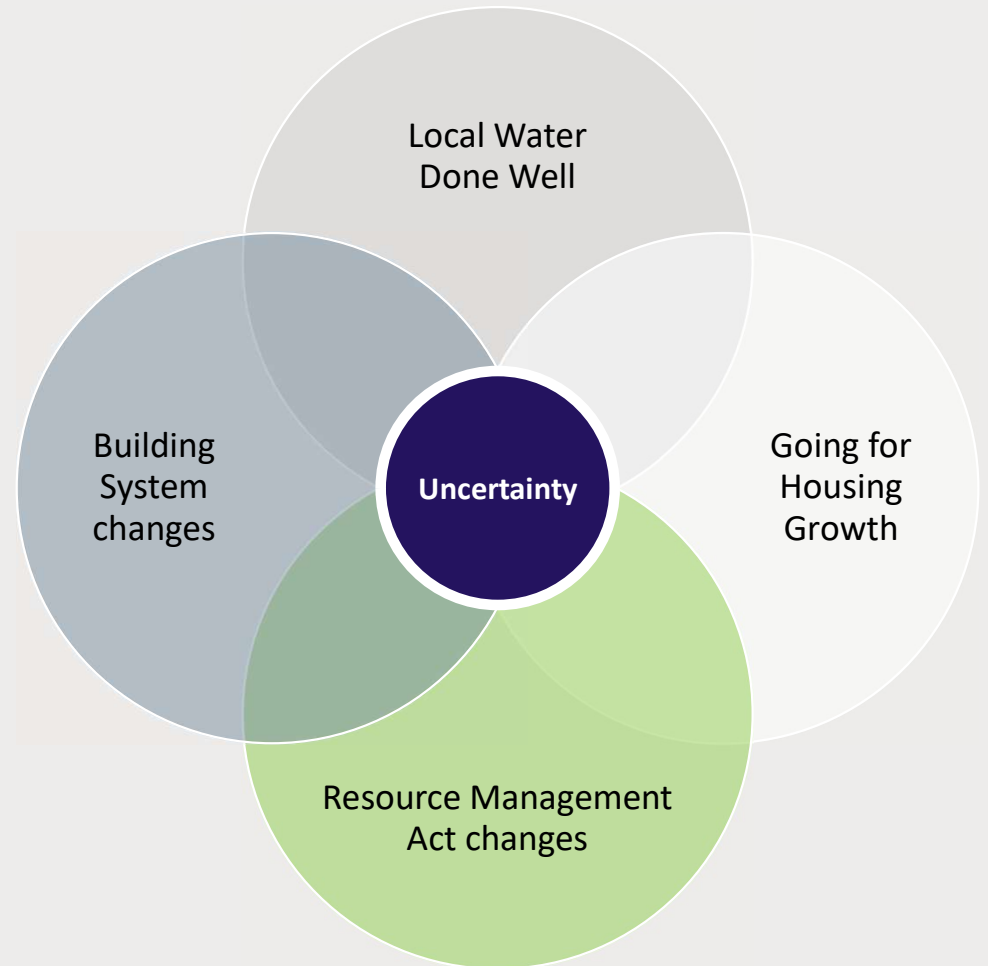 Local Water
Done Well
Building
System
changes
Uncertainty
Going for
Housing
Growth
Resource Management
Act changes